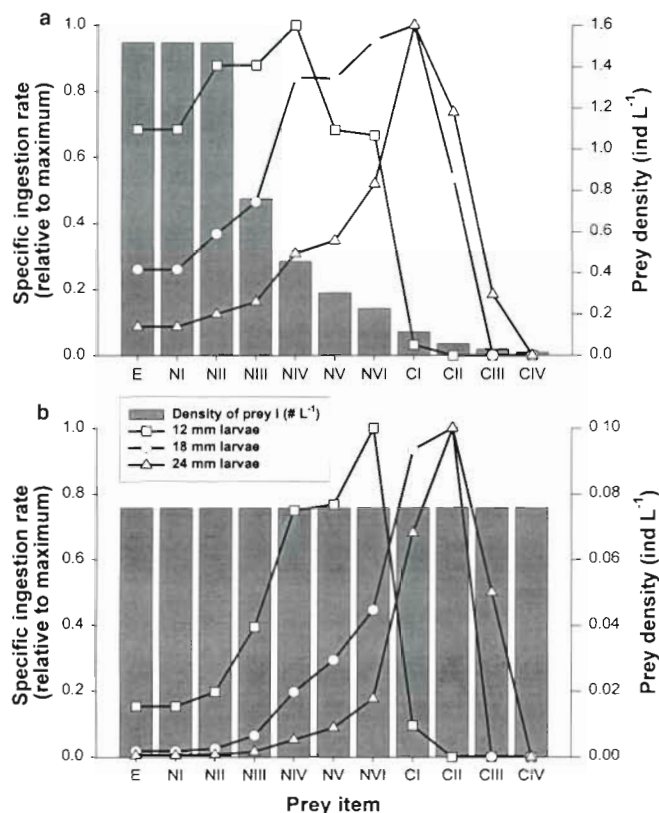 a
Specific ingestion rate
(relative to maximum)
1.0
0.8
0.6
0.4
0.2
0.0
1.6
1.4
1.2
1.0
0.8
0.6
0.4
0.2
0.0
Prey density (ind L⁻¹)
E NI NII NIII NIV NV NVI CI CII CIII CIV
b
Density of prey i (# L⁻¹)
12 mm larvae
18 mm larvae
24 mm larvae
Specific ingestion rate
(relative to maximum)
1.0
0.8
0.6
0.4
0.2
0.0
0.10
0.08
0.06
0.04
0.02
0.00
Prey density (ind L⁻¹)
E NI NII NIII NIV NV NVI CI CII CIII CIV
Prey item